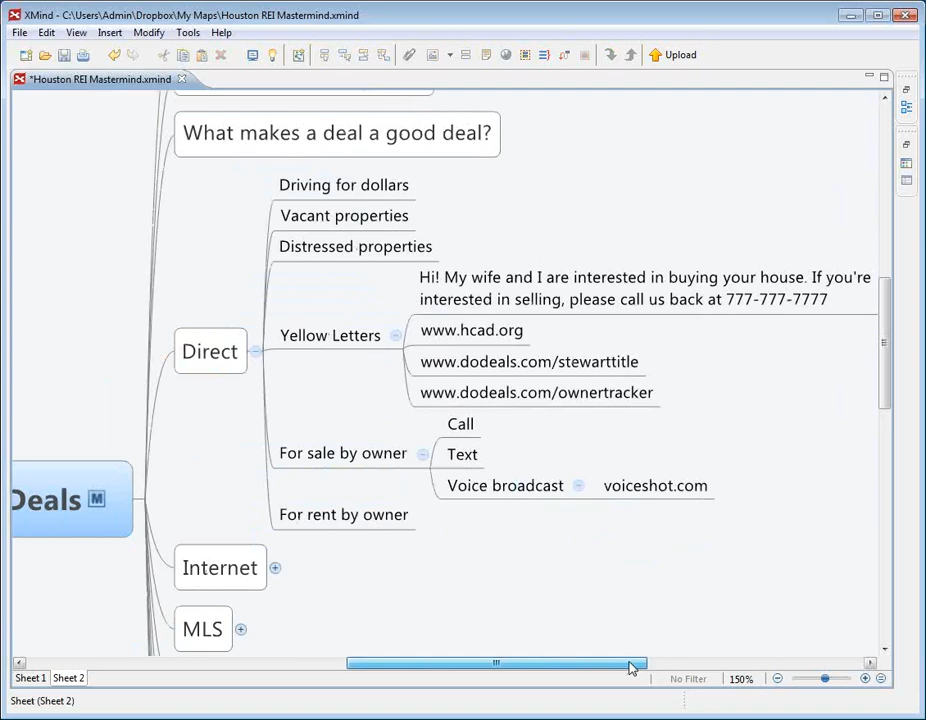 XMind - C:\Users\Admin\Dropbox\My Maps\Houston REI Mastermind.xmind
File Edit View Insert Modify Tools Help
Upload
*Houston REI Mastermind.xmind
What makes a deal a good deal?
Driving for dollars
Vacant properties
Distressed properties
Hi! My wife and I are interested in buying your house. If you're
interested in selling, please call us back at 777-777-7777
Yellow Letters
www.hcad.org
www.dodeals.com/stewarttitle
www.dodeals.com/ownertracker
Direct
Call
For sale by owner
Text
Voice broadcast
voiceshot.com
Deals
For rent by owner
Internet
MLS
Sheet 1 Sheet 2
No Filter 150%
Sheet (Sheet 2)